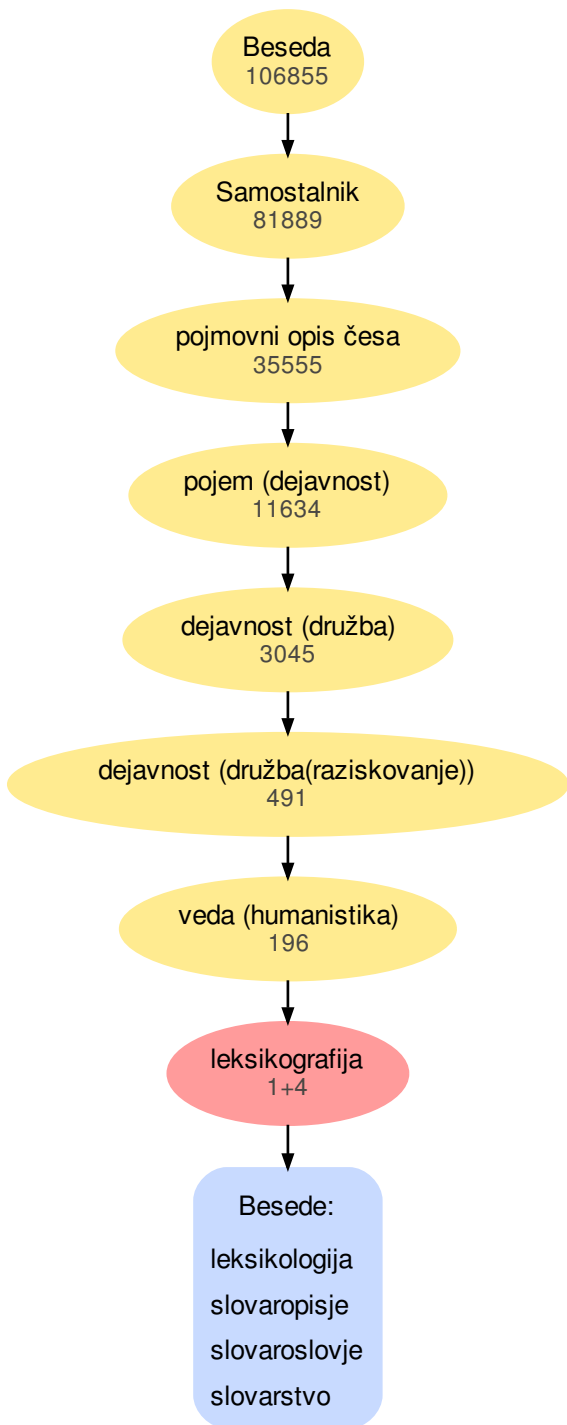 Beseda
106855
Samostalnik
81889
pojmovni opis česa
35555
pojem (dejavnost)
11634
dejavnost (družba)
3045
dejavnost (družba(raziskovanje))
491
veda (humanistika)
196
leksikografija
1+4
Besede:
leksikologija
slovaropisje
slovaroslovje
slovarstvo